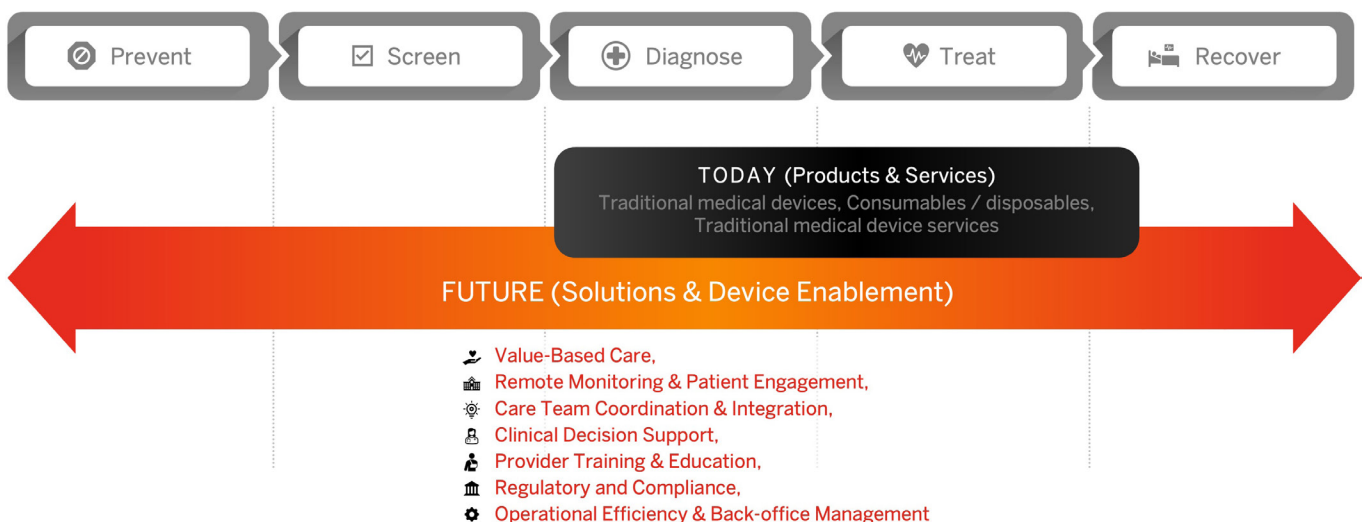 Prevent
Screen
Diagnose
Treat
Recover
TODAY (Products & Services)
Traditional medical devices, Consumables / disposables,
Traditional medical device services
FUTURE (Solutions & Device Enablement)
Value-Based Care,
Remote Monitoring & Patient Engagement,
Care Team Coordination & Integration,
Clinical Decision Support,
Provider Training & Education,
Regulatory and Compliance,
Operational Efficiency & Back-office Management